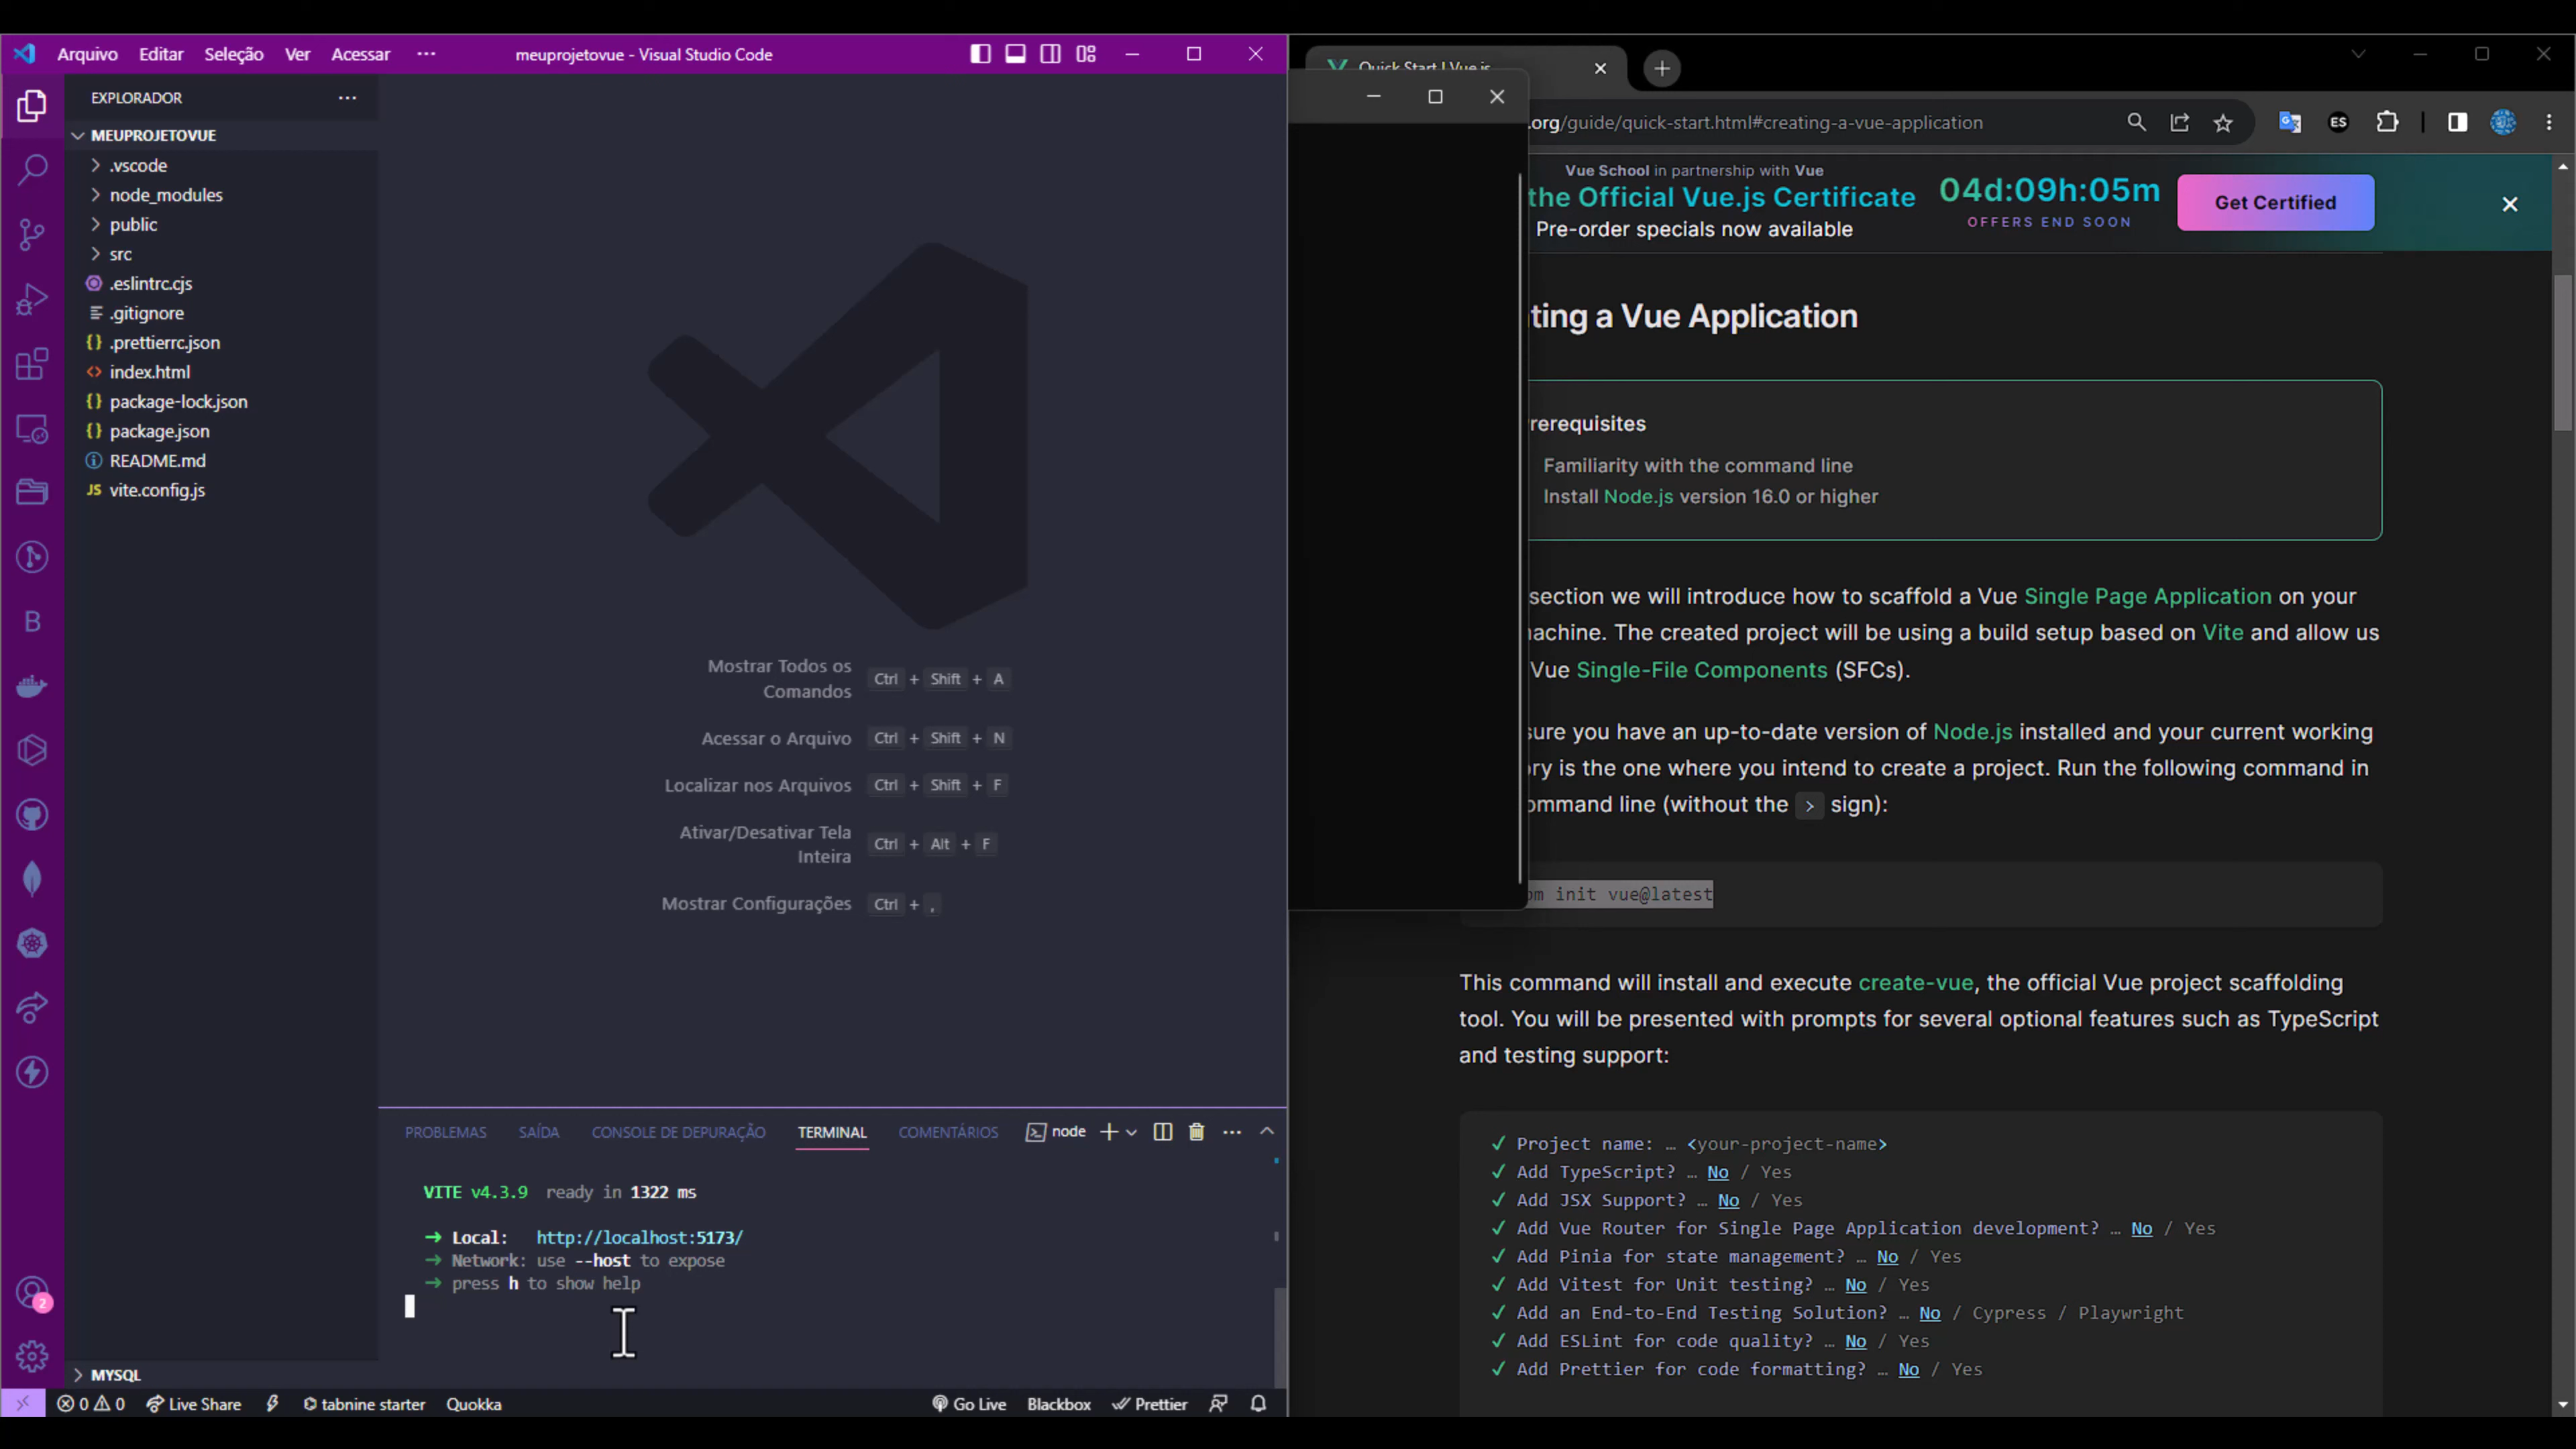 Arquivo Editar Seleção Ver Acessar ··· meuprojetovue - Visual Studio Code
EXPLORADOR ···
MEUPROJETOVUE
.vscode
node_modules
public
src
.eslintrc.cjs
.gitignore
.prettierrc.json
index.html
package-lock.json
package.json
README.md
vite.config.js
B
2
MYSQL
Mostrar Todos os
Comandos
Ctrl + Shift + A
Acessar o Arquivo Ctrl + Shift + N
Localizar nos Arquivos Ctrl + Shift + F
Ativar/Desativar Tela
Inteira
Ctrl + Alt + F
Mostrar Configurações Ctrl + ,
PROBLEMAS SAÍDA CONSOLE DE DEPURAÇÃO TERMINAL COMENTÁRIOS node
VITE v4.3.9 ready in 1322 ms
➜ Local: http://localhost:5173/
➜ Network: use --host to expose
➜ press h to show help
0 0 Live Share tabnine starter Quokka Go Live Blackbox Prettier
Quick Start | Vue.js
.org/guide/quick-start.html#creating-a-vue-application
ES
Vue School in partnership with Vue
the Official Vue.js Certificate
Pre-order specials now available
04d:09h:05m
OFFERS END SOON
Get Certified
ting a Vue Application
rerequisites
Familiarity with the command line
Install Node.js version 16.0 or higher
section we will introduce how to scaffold a Vue Single Page Application on your
achine. The created project will be using a build setup based on Vite and allow us
Vue Single-File Components (SFCs).
sure you have an up-to-date version of Node.js installed and your current working
ry is the one where you intend to create a project. Run the following command in
ommand line (without the > sign):
pm init vue@latest
This command will install and execute create-vue, the official Vue project scaffolding
tool. You will be presented with prompts for several optional features such as TypeScript
and testing support:
✓ Project name: … <your-project-name>
✓ Add TypeScript? … No / Yes
✓ Add JSX Support? … No / Yes
✓ Add Vue Router for Single Page Application development? … No / Yes
✓ Add Pinia for state management? … No / Yes
✓ Add Vitest for Unit testing? … No / Yes
✓ Add an End-to-End Testing Solution? … No / Cypress / Playwright
✓ Add ESLint for code quality? … No / Yes
✓ Add Prettier for code formatting? … No / Yes